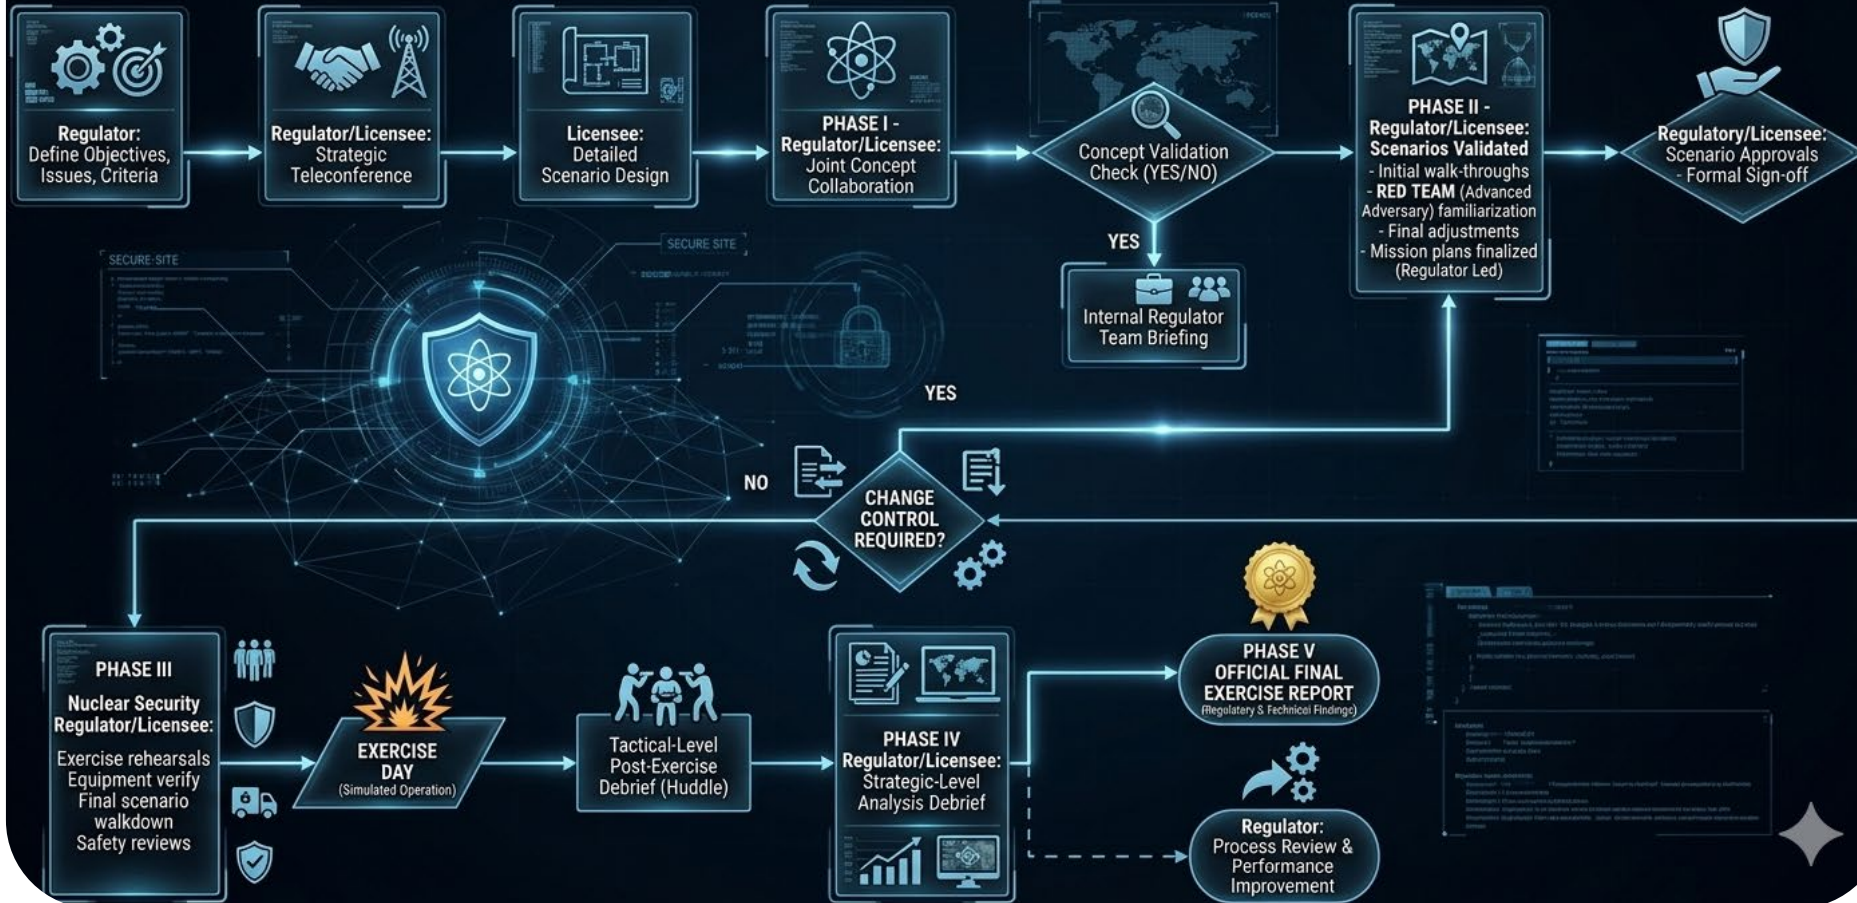 Regulator:
Define Objectives,
Issues, Criteria
Regulator/Licensee:
Strategic
Teleconference
Licensee:
Detailed
Scenario Design
PHASE I -
Regulator/Licensee:
Joint Concept
Collaboration
Concept Validation
Check (YES/NO)
PHASE II -
Regulator/Licensee:
Scenarios Validated
- Initial walk-throughs
- RED TEAM (Advanced
Adversary) familiarization
- Final adjustments
- Mission plans finalized
(Regulator Led)
Regulatory/Licensee:
Scenario Approvals
- Formal Sign-off
YES
Internal Regulator
Team Briefing
SECURE SITE
SECURE SITE
YES
NO
CHANGE
CONTROL
REQUIRED?
PHASE III
Nuclear Security
Regulator/Security
Regulator/Licensee:
Exercise rehearsals
Equipment verify
Final scenario
walkdown
Safety reviews
EXERCISE
DAY
(Simulated Operation)
Tactical-Level
Post-Exercise
Debrief (Huddle)
PHASE IV
Regulator/Licensee:
Strategic-Level
Analysis Debrief
PHASE V
OFFICIAL FINAL
EXERCISE REPORT
(Regulatory & Technical Findings)
Regulator:
Process Review &
Performance
Improvement